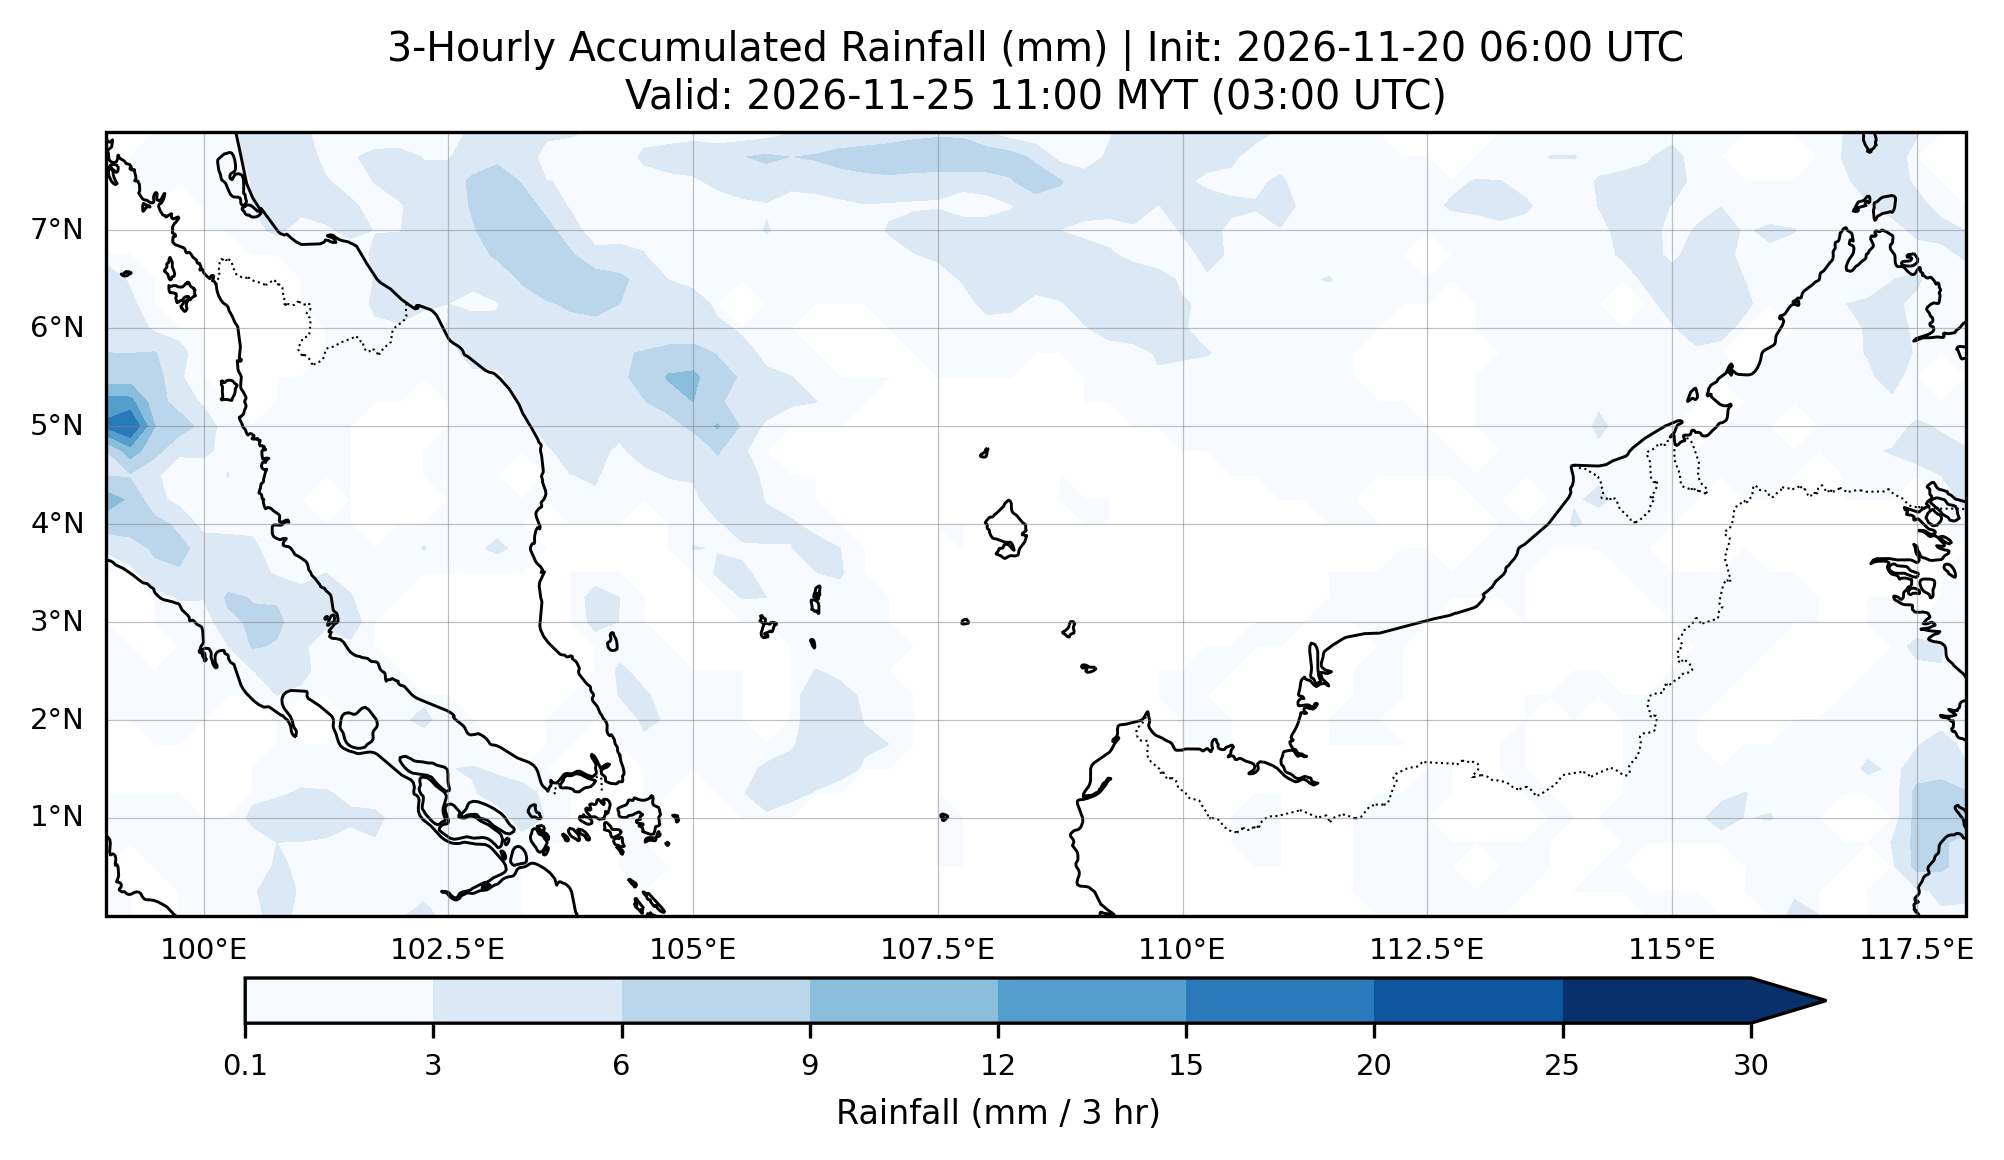 3-Hourly Accumulated Rainfall (mm) | Init: 2026-11-20 06:00 UTC
Valid: 2026-11-25 11:00 MYT (03:00 UTC)
7°N
6°N
5°N
4°N
3°N
2°N
1°N
100°E 102.5°E 105°E 107.5°E 110°E 112.5°E 115°E 117.5°E
0.1 3 6 9 12 15 20 25 30
Rainfall (mm / 3 hr)